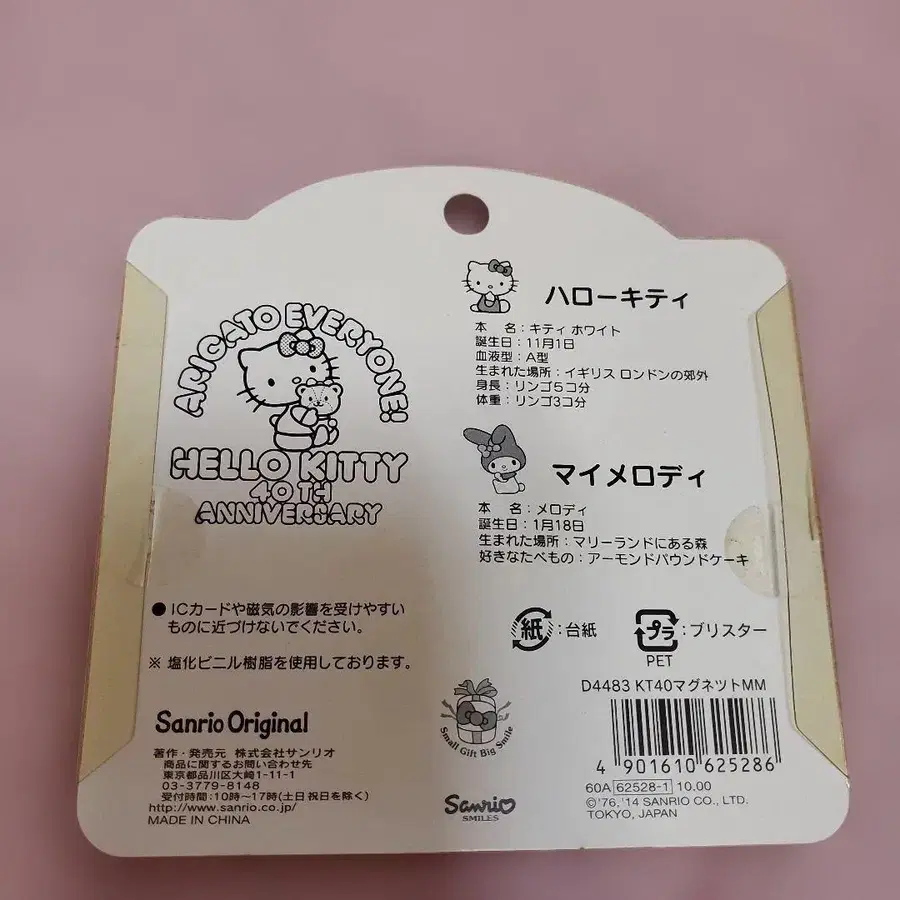 ARIGATO EVERYONE!
HELLO KITTY
40TH
ANNIVERSARY
ハローキティ
本　名：キティ ホワイト
誕生日：11月1日
血液型：A型
生まれた場所：イギリス ロンドンの郊外
身長：リンゴ5コ分
体重：リンゴ3コ分
マイメロディ
本　名：メロディ
誕生日：1月18日
生まれた場所：マリーランドにある森
好きなたべもの：アーモンドパウンドケーキ
●ICカードや磁気の影響を受けやすい
ものに近づけないでください。
※ 塩化ビニル樹脂を使用しております。
紙：台紙
プラ：ブリスター
PET
D4483 KT40マグネットMM
4 901610 625286
60A 62528-1 10.00
©'76,'14 SANRIO CO., LTD.
TOKYO, JAPAN
Small Gift Big Smile
Sanrio
SMILES
Sanrio Original
著作・発売元　株式会社サンリオ
商品に関するお問い合わせ先
東京都品川区大崎1-11-1
03-3779-8148
受付時間：10時～17時(土日祝日を除く)
http://www.sanrio.co.jp/
MADE IN CHINA